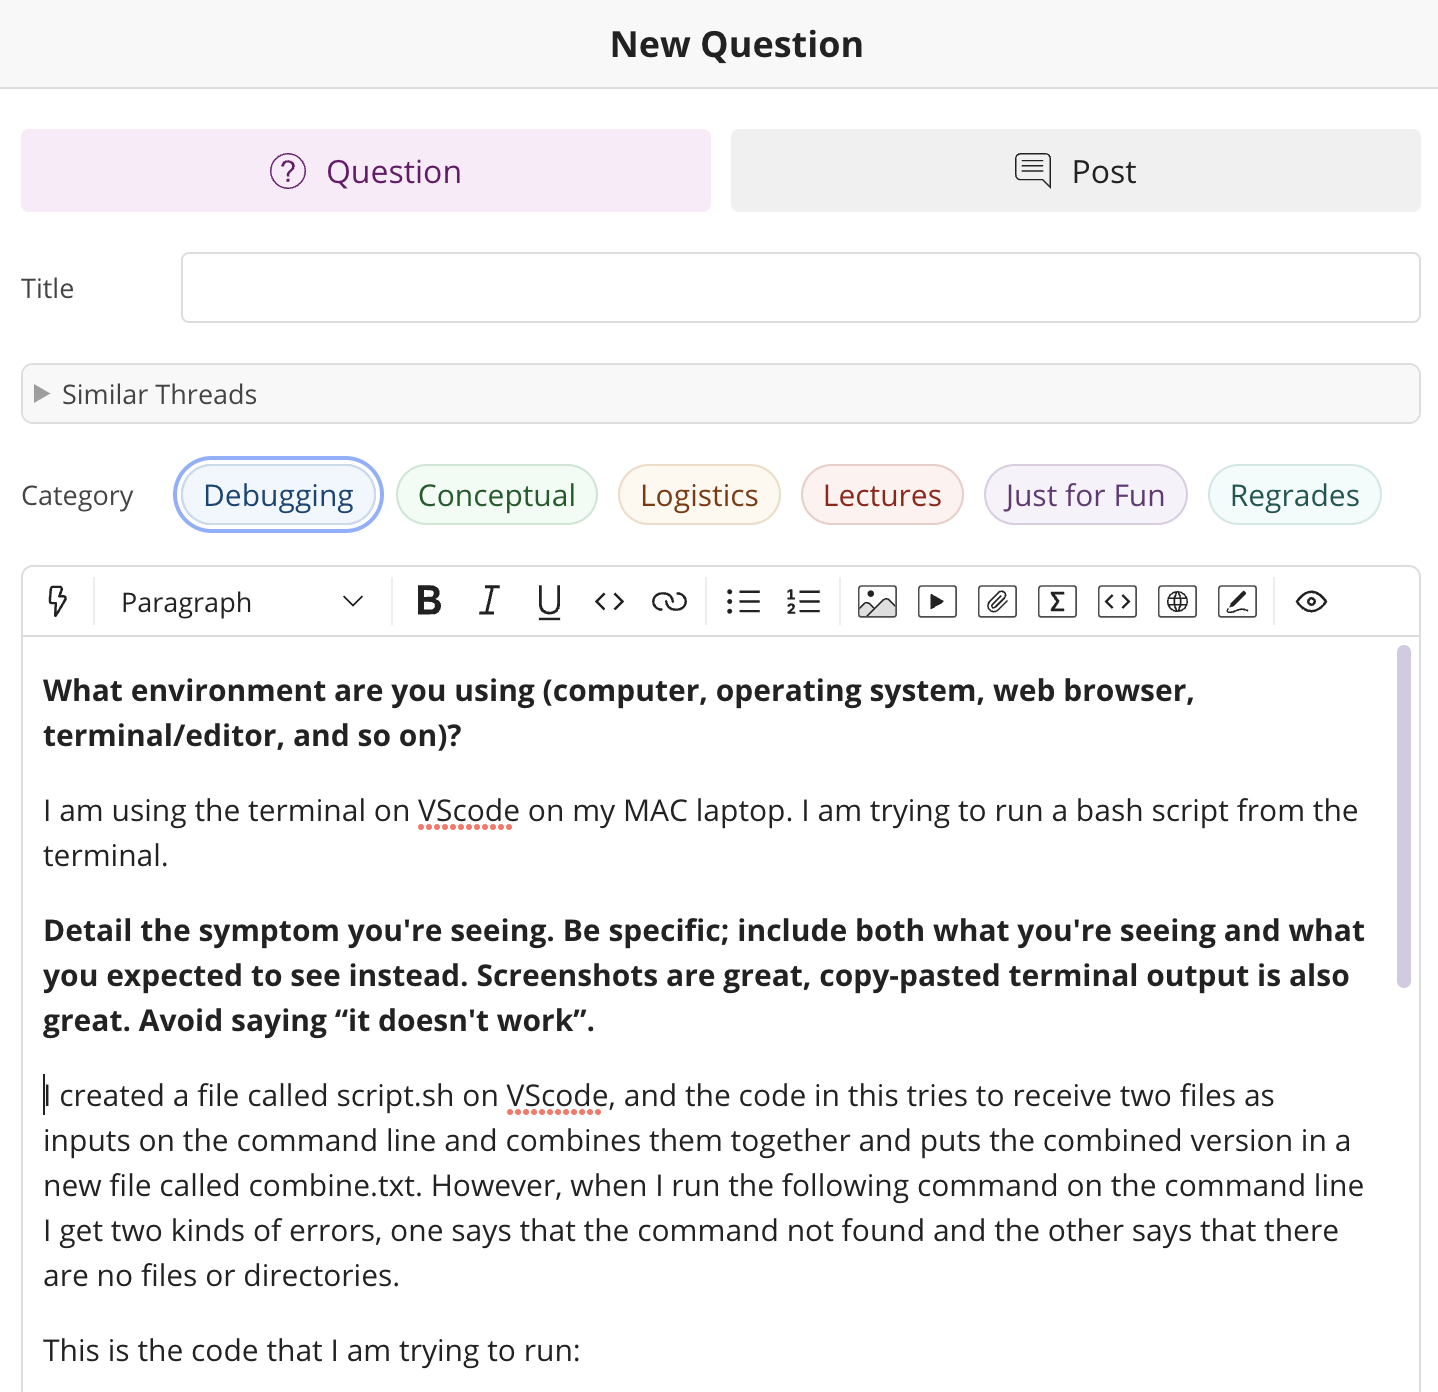 New Question
Question
Post
Title
Similar Threads
Category
Debugging
Conceptual
Logistics
Lectures
Just for Fun
Regrades
Paragraph
B I U
What environment are you using (computer, operating system, web browser,
terminal/editor, and so on)?
I am using the terminal on VScode on my MAC laptop. I am trying to run a bash script from the
terminal.
Detail the symptom you're seeing. Be specific; include both what you're seeing and what
you expected to see instead. Screenshots are great, copy-pasted terminal output is also
great. Avoid saying “it doesn't work”.
I created a file called script.sh on VScode, and the code in this tries to receive two files as
inputs on the command line and combines them together and puts the combined version in a
new file called combine.txt. However, when I run the following command on the command line
I get two kinds of errors, one says that the command not found and the other says that there
are no files or directories.
This is the code that I am trying to run: